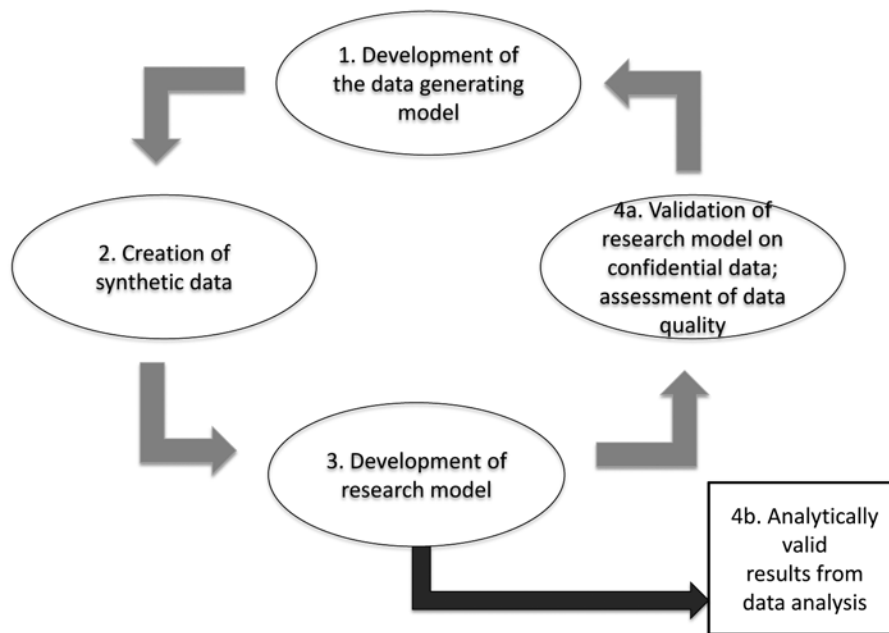 1. Development of
the data generating
model
2. Creation of
synthetic data
4a. Validation of
research model on
confidential data;
assessment of data
quality
3. Development of
research model
4b. Analytically
valid
results from
data analysis